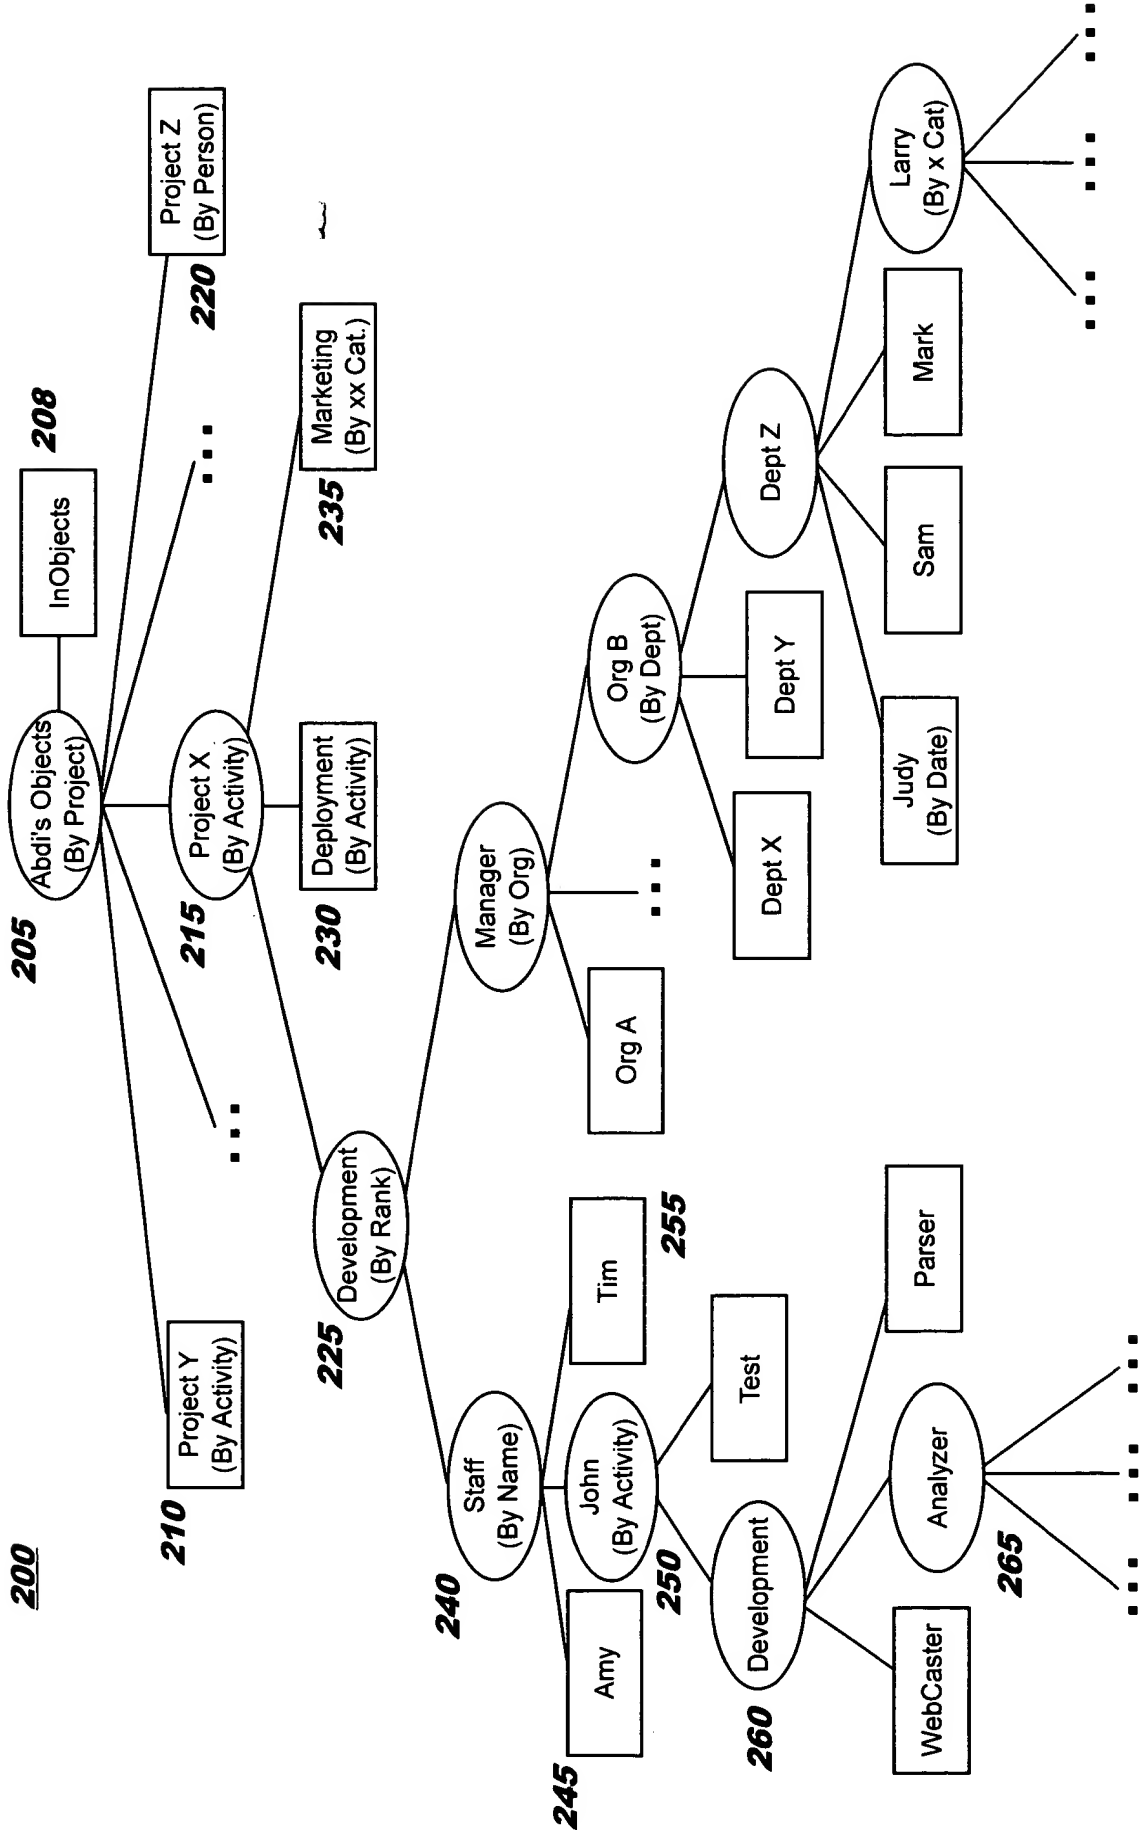 200
205
Abdi's Objects
(By Project)
InObjects
208
210
Project Y
(By Activity)
...
215
Project X
(By Activity)
...
220
Project Z
(By Person)
225
Development
(By Rank)
230
Deployment
(By Activity)
235
Marketing
(By xx Cat.)
240
Staff
(By Name)
Manager
(By Org)
245
Amy
John
(By Activity)
250
Tim
255
Org A
...
Org B
(By Dept)
260
Development
Test
Dept X
Dept Y
Dept Z
WebCaster
Analyzer
265
Parser
Judy
(By Date)
Sam
Mark
Larry
(By x Cat)
...
...
...
...
...
...